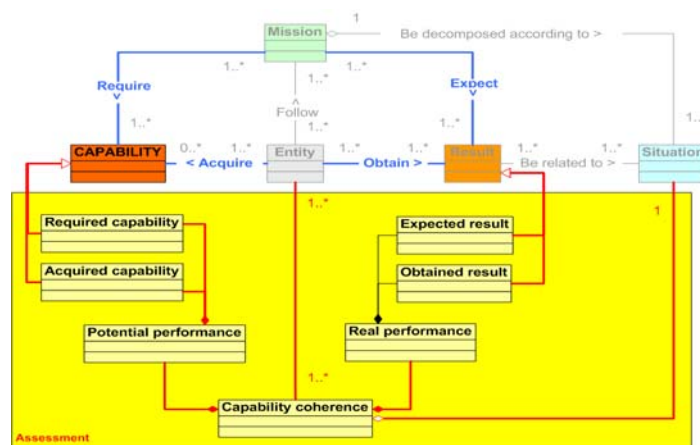 1
Mission
Be decomposed according to >
1..*
1..*
1..*
1..*
Require
Expect
>
>
>
Follow
1..*
1..*
1..*
1..*
0..*
1..*
1..*
1..*
1..*
CAPABILITY
< Acquire
Entity
Obtain >
Result
Be related to >
Situation
1..*
1
Required capability
Expected result
Acquired capability
Obtained result
Potential performance
Real performance
1..*
Capability coherence
Assessment